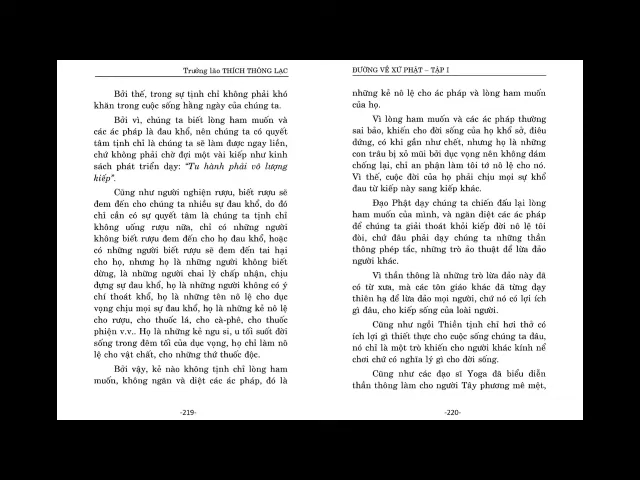 Trưởng lão THÍCH THÔNG LẠC
Bởi thế, trong sự tịnh chỉ không phải khó
khăn trong cuộc sống hằng ngày của chúng ta.
Bởi vì, chúng ta biết lòng ham muốn và
các ác pháp là đau khổ, nên chúng ta có quyết
tâm tịnh chỉ là chúng ta sẽ làm được ngay liền,
chứ không phải chờ đợi một vài kiếp như kinh
sách phát triển dạy: “Tu hành phải vô lượng
kiếp”.
Cũng như người nghiện rượu, biết rượu sẽ
đem đến cho chúng ta nhiều sự đau khổ, do đó
chỉ cần có sự quyết tâm là chúng ta tịnh chỉ
không uống rượu nữa, chỉ có những người
không biết rượu đem đến cho họ đau khổ, hoặc
có những người biết rượu sẽ đem đến tai hại
cho họ, nhưng họ là những người không biết
dừng, là những người chai lỳ chấp nhận, chịu
dựng sự đau khổ, họ là những người không có ý
chí thoát khổ, họ là những tên nô lệ cho dục
vọng chịu mọi sự đau khổ, họ là những kẻ nô lệ
cho rượu, cho thuốc lá, cho cà-phê, cho thuốc
phiện v.v.. Họ là những kẻ ngu si, u tối suốt đời
sống trong đêm tối của dục vọng, họ chỉ làm nô
lệ cho vật chất, cho những thứ thuốc độc.
Bởi vậy, kẻ nào không tịnh chỉ lòng ham
muốn, không ngăn và diệt các ác pháp, đó là
-219-
ĐƯỜNG VỀ XỨ PHẬT – TẬP I
những kẻ nô lệ cho ác pháp và lòng ham muốn
của họ.
Vì lòng ham muốn và các ác pháp thường
sai bảo, khiến cho đời sống của họ khổ sở, điêu
đứng, có khi gần như chết, nhưng họ là những
con trâu bị xỏ mũi bởi dục vọng nên không dám
chống lại, chỉ an phận làm tôi tớ nô lệ cho nó.
Vì thế, cuộc đời của họ phải chịu mọi sự khổ
đau từ kiếp này sang kiếp khác.
Đạo Phật dạy chúng ta chiến đấu lại lòng
ham muốn của mình, và ngăn diệt các ác pháp
để chúng ta giải thoát khỏi kiếp đời nô lệ tôi
đòi, chứ đâu phải dạy chúng ta những thần
thông phép tắc, những trò ảo thuật để lừa đảo
người khác.
Vì thần thông là những trò lừa đảo này đã
có từ xưa, mà các tôn giáo khác đã từng dạy
thiên hạ để lừa đảo mọi người, chứ nó có lợi ích
gì đâu, cho kiếp sống của loài người.
Cũng như ngồi Thiền tịnh chỉ hơi thở có
ích lợi gì thiết thực cho cuộc sống chúng ta đâu,
nó chỉ là một trò khiến cho người khác kính nể
chơi chứ có nghĩa lý gì cho đời sống.
Cũng như các đạo sĩ Yoga đã biểu diễn
thần thông làm cho người Tây phương mê mệt,
-220-